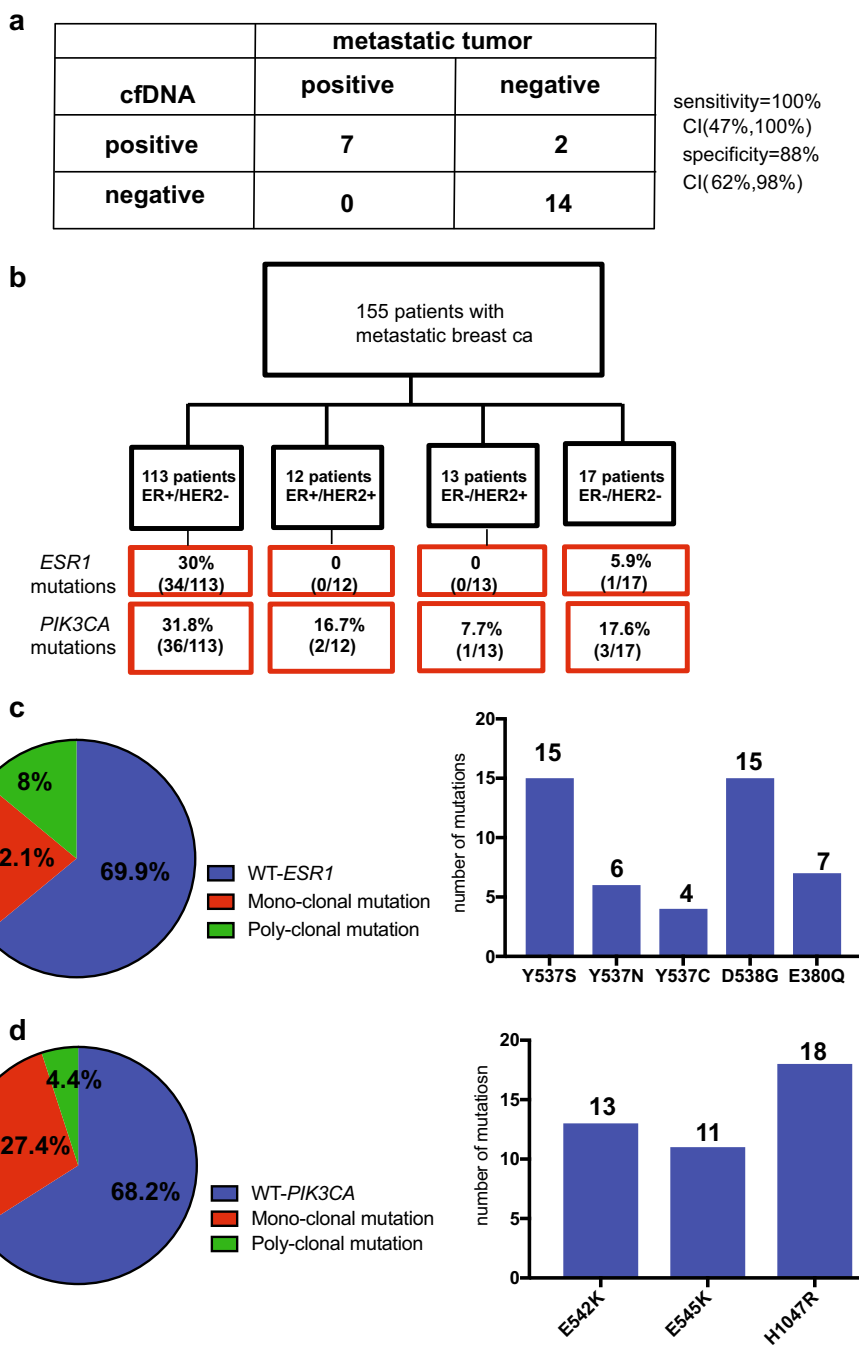 a
metastatic tumor
cfDNA
positive
negative
positive
7
2
negative
0
14
sensitivity=100%
CI(47%,100%)
specificity=88%
CI(62%,98%)
b
155 patients with
metastatic breast ca
113 patients
ER+/HER2-
12 patients
ER+/HER2+
13 patients
ER-/HER2+
17 patients
ER-/HER2-
ESR1
mutations
30%
(34/113)
0
(0/12)
0
(0/13)
5.9%
(1/17)
PIK3CA
mutations
31.8%
(36/113)
16.7%
(2/12)
7.7%
(1/13)
17.6%
(3/17)
c
8%
2.1%
69.9%
WT-ESR1
Mono-clonal mutation
Poly-clonal mutation
number of mutations
20
15
10
5
0
15
6
4
15
7
Y537S
Y537N
Y537C
D538G
E380Q
d
4.4%
27.4%
68.2%
WT-PIK3CA
Mono-clonal mutation
Poly-clonal mutation
number of mutatiosn
20
15
10
5
0
13
11
18
E542K
E545K
H1047R